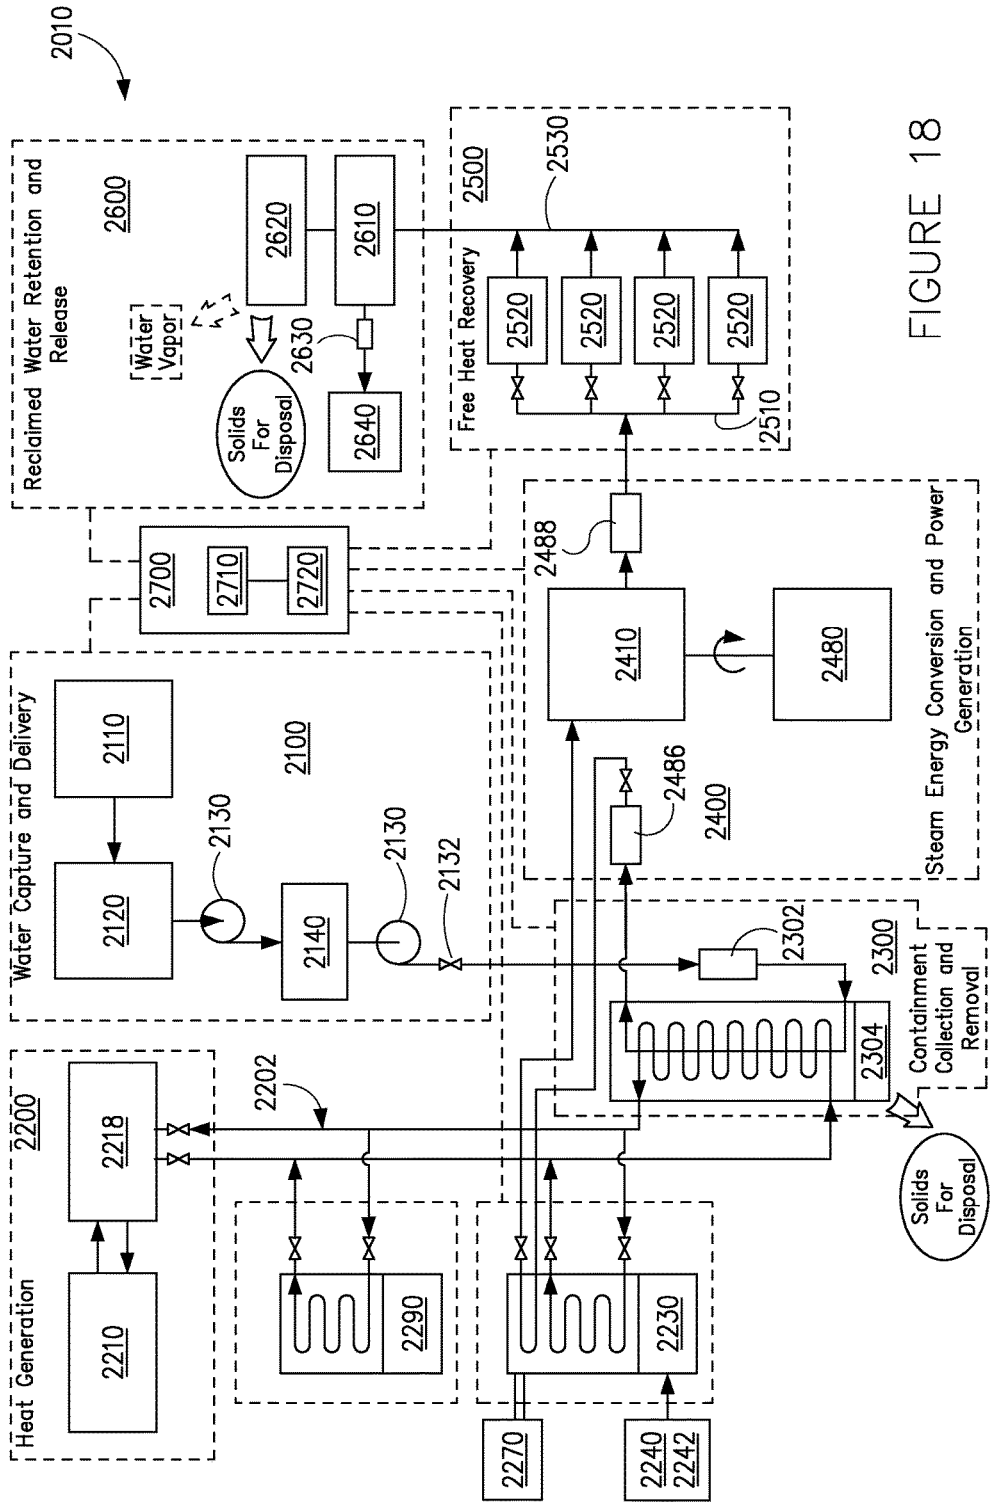 2010
Reclaimed Water Retention and
Release
2600
Water
Vapor
2620
2610
2630
2640
Solids
For
Disposal
2500
Free Heat Recovery
2530
2520
2520
2520
2520
2510
2700
2710
2720
Water Capture and Delivery
2100
2110
2120
2130
2140
2130
2132
2488
2410
2480
2486
2400
Steam Energy Conversion and Power
Generation
2302
2300
Containment
Collection and
Removal
2304
Solids
For
Disposal
Heat Generation
2200
2218
2210
2202
2290
2230
2270
2240
2242
FIGURE 18